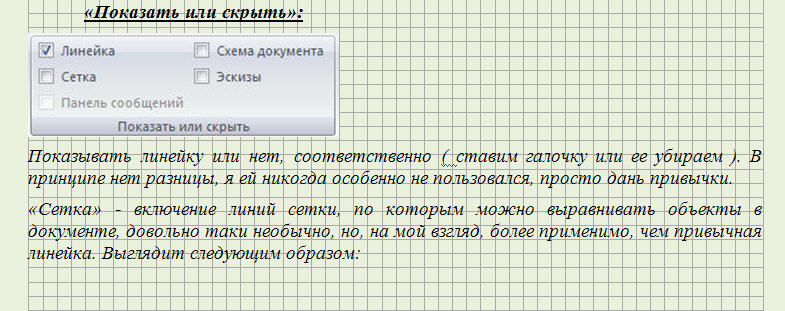 «Показать или скрыть»:
Линейка Схема документа
Сетка Эскизы
Панель сообщений
Показать или скрыть
Показывать линейку или нет, соответственно ( ставим галочку или ее убираем ). В
принципе нет разницы, я ей никогда особенно не пользовался, просто дань привычки.
«Сетка» - включение линий сетки, по которым можно выравнивать объекты в
документе, довольно таки необычно, но, на мой взгляд, более применимо, чем привычная
линейка. Выглядит следующим образом: